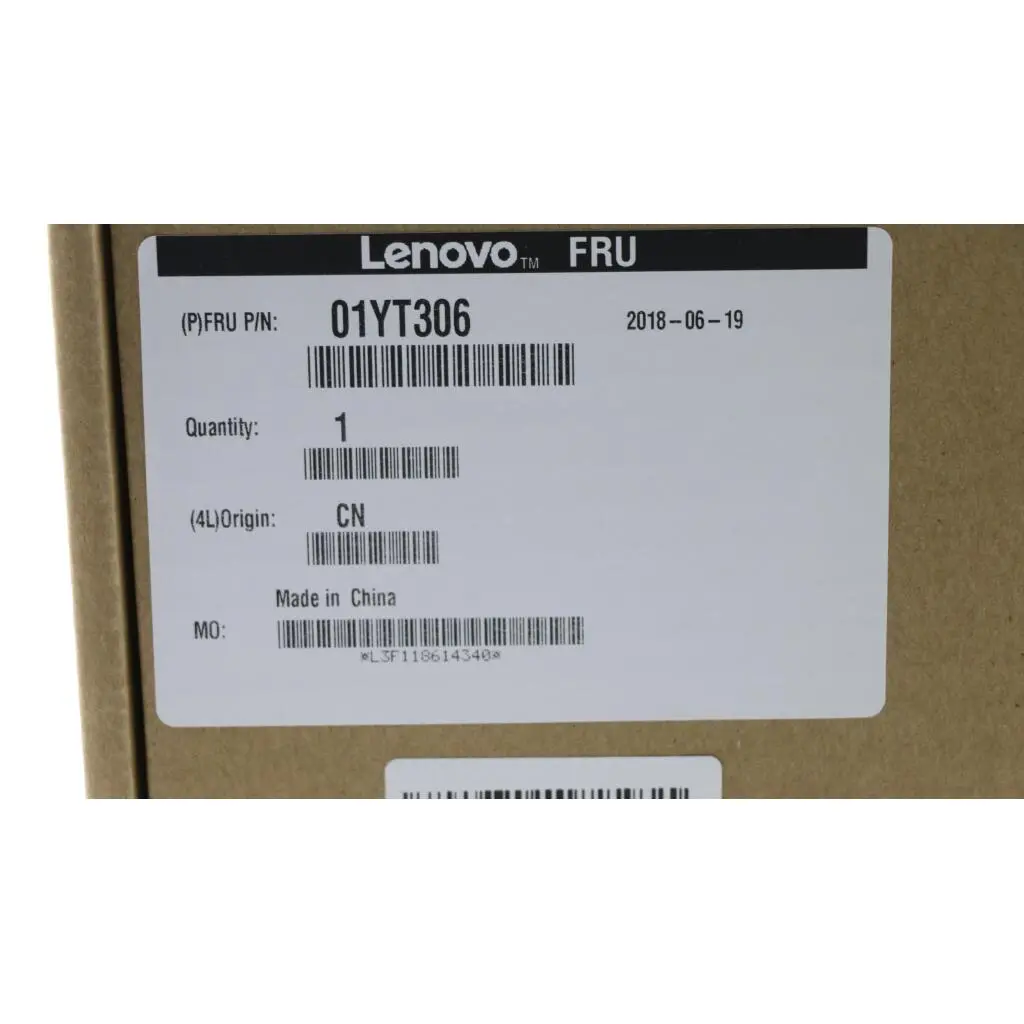 Lenovo™ FRU
(P)FRU P/N: 01YT306 2018-06-19
Quantity: 1
(4L)Origin: CN
Made in China
MO:
*L3F118614340*